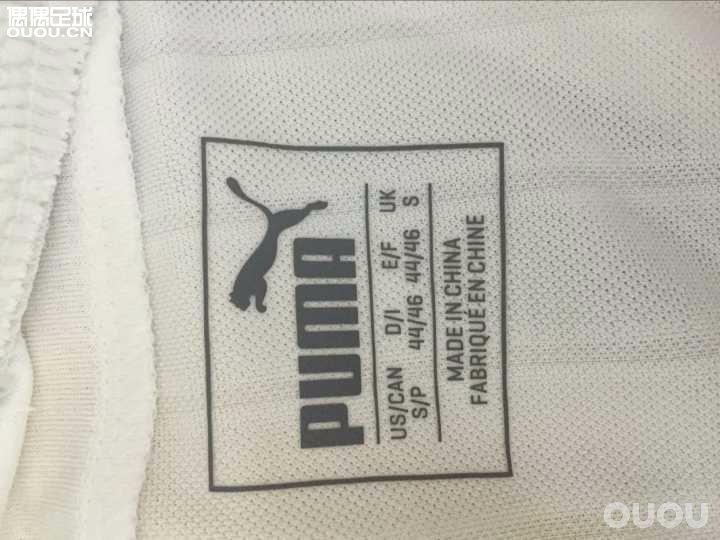 偶偶足球
OUOU.CN
PUMA
US/CAN D/I E/F UK
S/P 44/46 44/46 S
MADE IN CHINA
FABRIQUÉ EN CHINE
OUOU